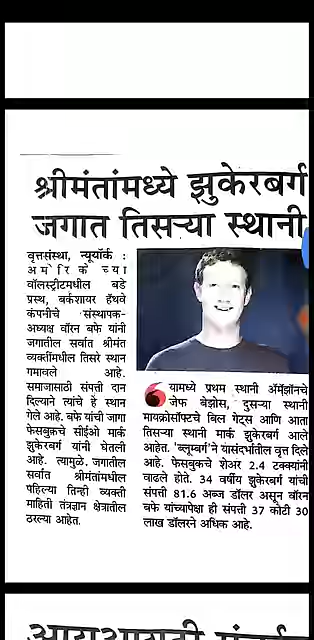 श्रीमंतांमध्ये झुकेरबर्ग
जगात तिसऱ्या स्थानी
वृत्तसंस्था, न्यूयॉर्क :
अमेरिकेच्या
वॉलस्ट्रीटमधील बडे
प्रस्थ, बर्कशायर हॅथवे
कंपनीचे संस्थापक-
अध्यक्ष वॉरन बफे यांनी
जगातील सर्वात श्रीमंत
व्यक्तींमधील तिसरे स्थान
गमावले आहे.
समाजासाठी संपत्ती दान
दिल्याने त्यांचे हे स्थान
गेले आहे. बफे यांची जागा
फेसबुकचे सीईओ मार्क
झुकेरबर्ग यांनी घेतली
आहे. त्यामुळे. जगातील
सर्वात श्रीमंतांमधील
पहिल्या तिन्ही व्यक्ती
माहिती तंत्रज्ञान क्षेत्रातील
ठरल्या आहेत.
यामध्ये प्रथम स्थानी अ‍ॅमॅझॉनचे
जेफ बेझोस, दुसऱ्या स्थानी
मायक्रोसॉफ्टचे बिल गेट्स आणि आता
तिसऱ्या स्थानी मार्क झुकेरबर्ग आले
आहेत. 'ब्लूम्बर्ग'ने यासंदर्भातील वृत्त दिले
आहे. फेसबुकचे शेअर 2.4 टक्क्यांनी
वाढले होते. 34 वर्षीय झुकेरबर्ग यांची
संपत्ती 81.6 अब्ज डॉलर असून वॉरन
बफे यांच्यापेक्षा ही संपत्ती 37 कोटी 30
लाख डॉलरने अधिक आहे.